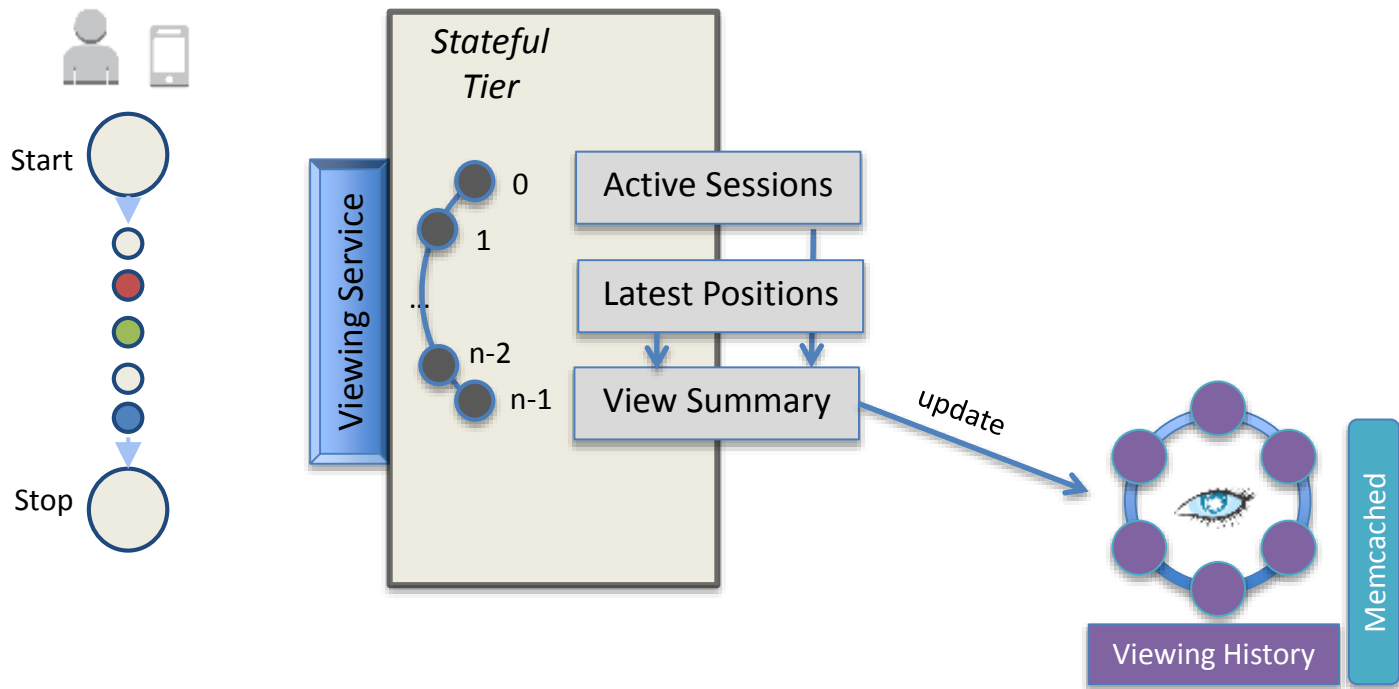 Stateful
Tier
Start
Viewing Service
0
1
...
n-2
n-1
Active Sessions
Latest Positions
View Summary
update
Stop
Memcached
Viewing History